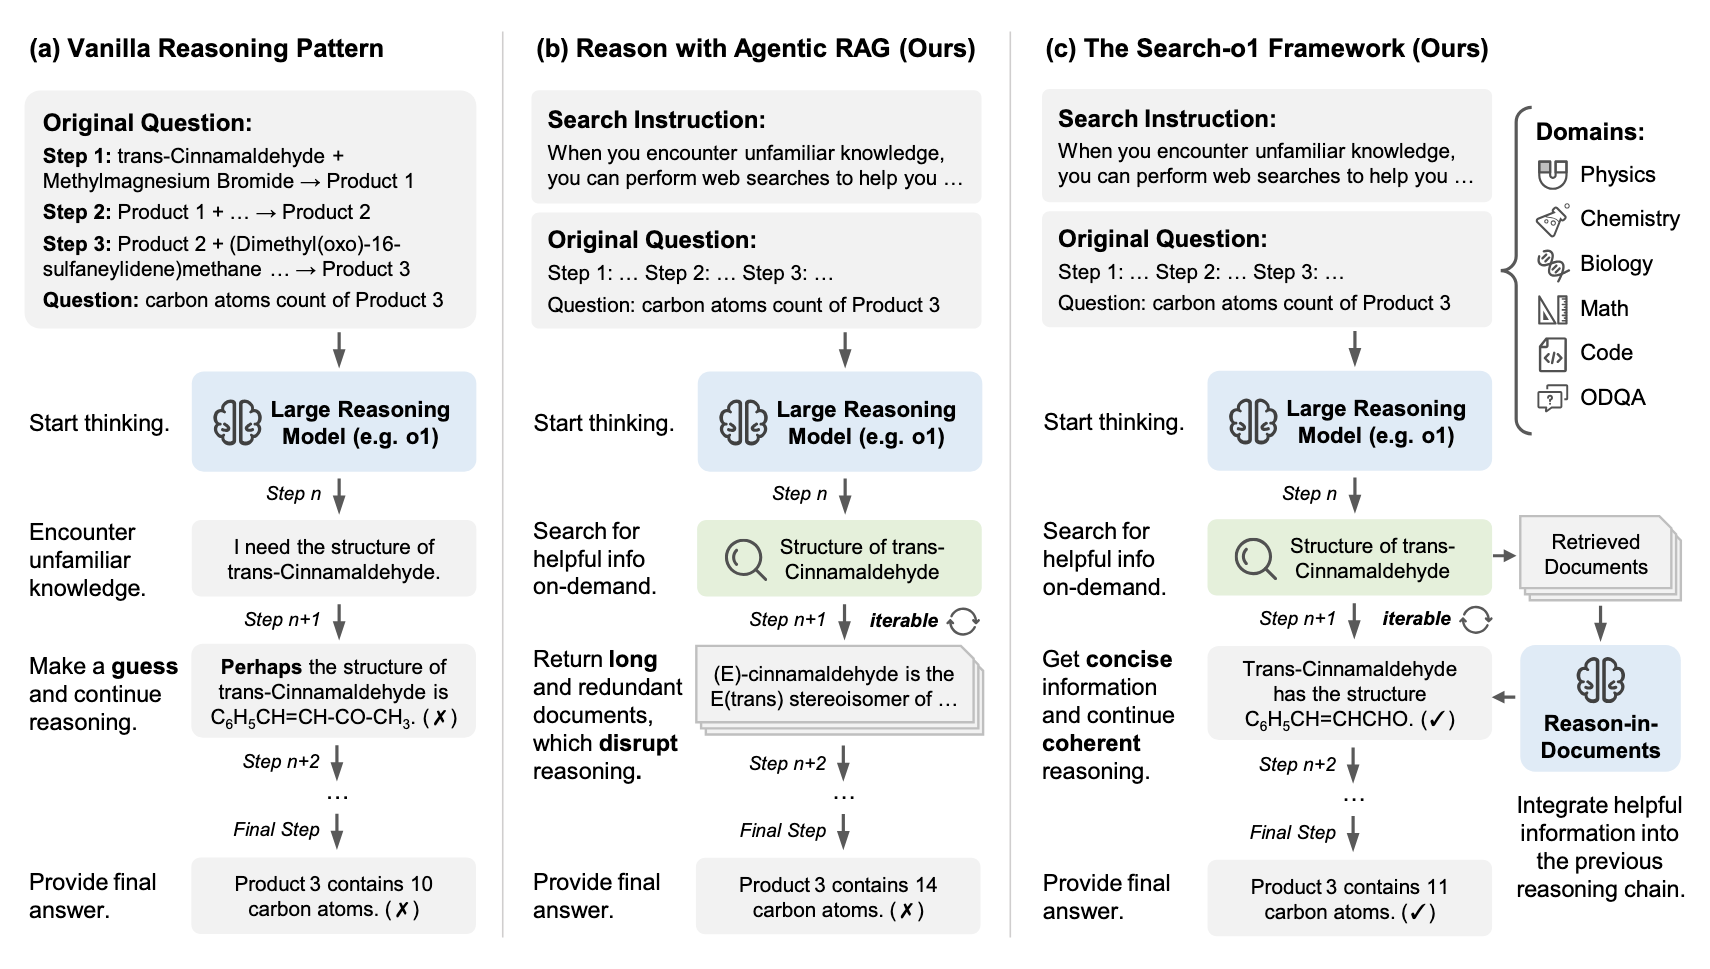 (a) Vanilla Reasoning Pattern
Original Question:
Step 1: trans-Cinnamaldehyde +
Methylmagnesium Bromide → Product 1
Step 2: Product 1 + … → Product 2
Step 3: Product 2 + (Dimethyl(oxo)-16-
sulfaneylidene)methane … → Product 3
Question: carbon atoms count of Product 3
Start thinking.
Large Reasoning
Model (e.g. o1)
Step n
Encounter
unfamiliar
knowledge.
I need the structure of
trans-Cinnamaldehyde.
Step n+1
Make a guess
and continue
reasoning.
Perhaps the structure of
trans-Cinnamaldehyde is
C₆H₅CH=CH-CO-CH₃. (✗)
Step n+2
…
Final Step
Provide final
answer.
Product 3 contains 10
carbon atoms. (✗)
(b) Reason with Agentic RAG (Ours)
Search Instruction:
When you encounter unfamiliar knowledge,
you can perform web searches to help you …
Original Question:
Step 1: … Step 2: … Step 3: …
Question: carbon atoms count of Product 3
Start thinking.
Large Reasoning
Model (e.g. o1)
Step n
Search for
helpful info
on-demand.
Structure of trans-
Cinnamaldehyde
Step n+1
iterable
Return long
and redundant
documents,
which disrupt
reasoning.
(E)-cinnamaldehyde is the
E(trans) stereoisomer of …
Step n+2
…
Final Step
Provide final
answer.
Product 3 contains 14
carbon atoms. (✗)
(c) The Search-o1 Framework (Ours)
Search Instruction:
When you encounter unfamiliar knowledge,
you can perform web searches to help you …
Original Question:
Step 1: … Step 2: … Step 3: …
Question: carbon atoms count of Product 3
Domains:
Physics
Chemistry
Biology
Math
Code
ODQA
Start thinking.
Large Reasoning
Model (e.g. o1)
Step n
Search for
helpful info
on-demand.
Structure of trans-
Cinnamaldehyde
Retrieved
Documents
Step n+1
iterable
Get concise
information
and continue
coherent
reasoning.
Trans-Cinnamaldehyde
has the structure
C₆H₅CH=CHCHO. (✓)
Reason-in-
Documents
Integrate helpful
information into
the previous
reasoning chain.
Step n+2
…
Final Step
Provide final
answer.
Product 3 contains 11
carbon atoms. (✓)